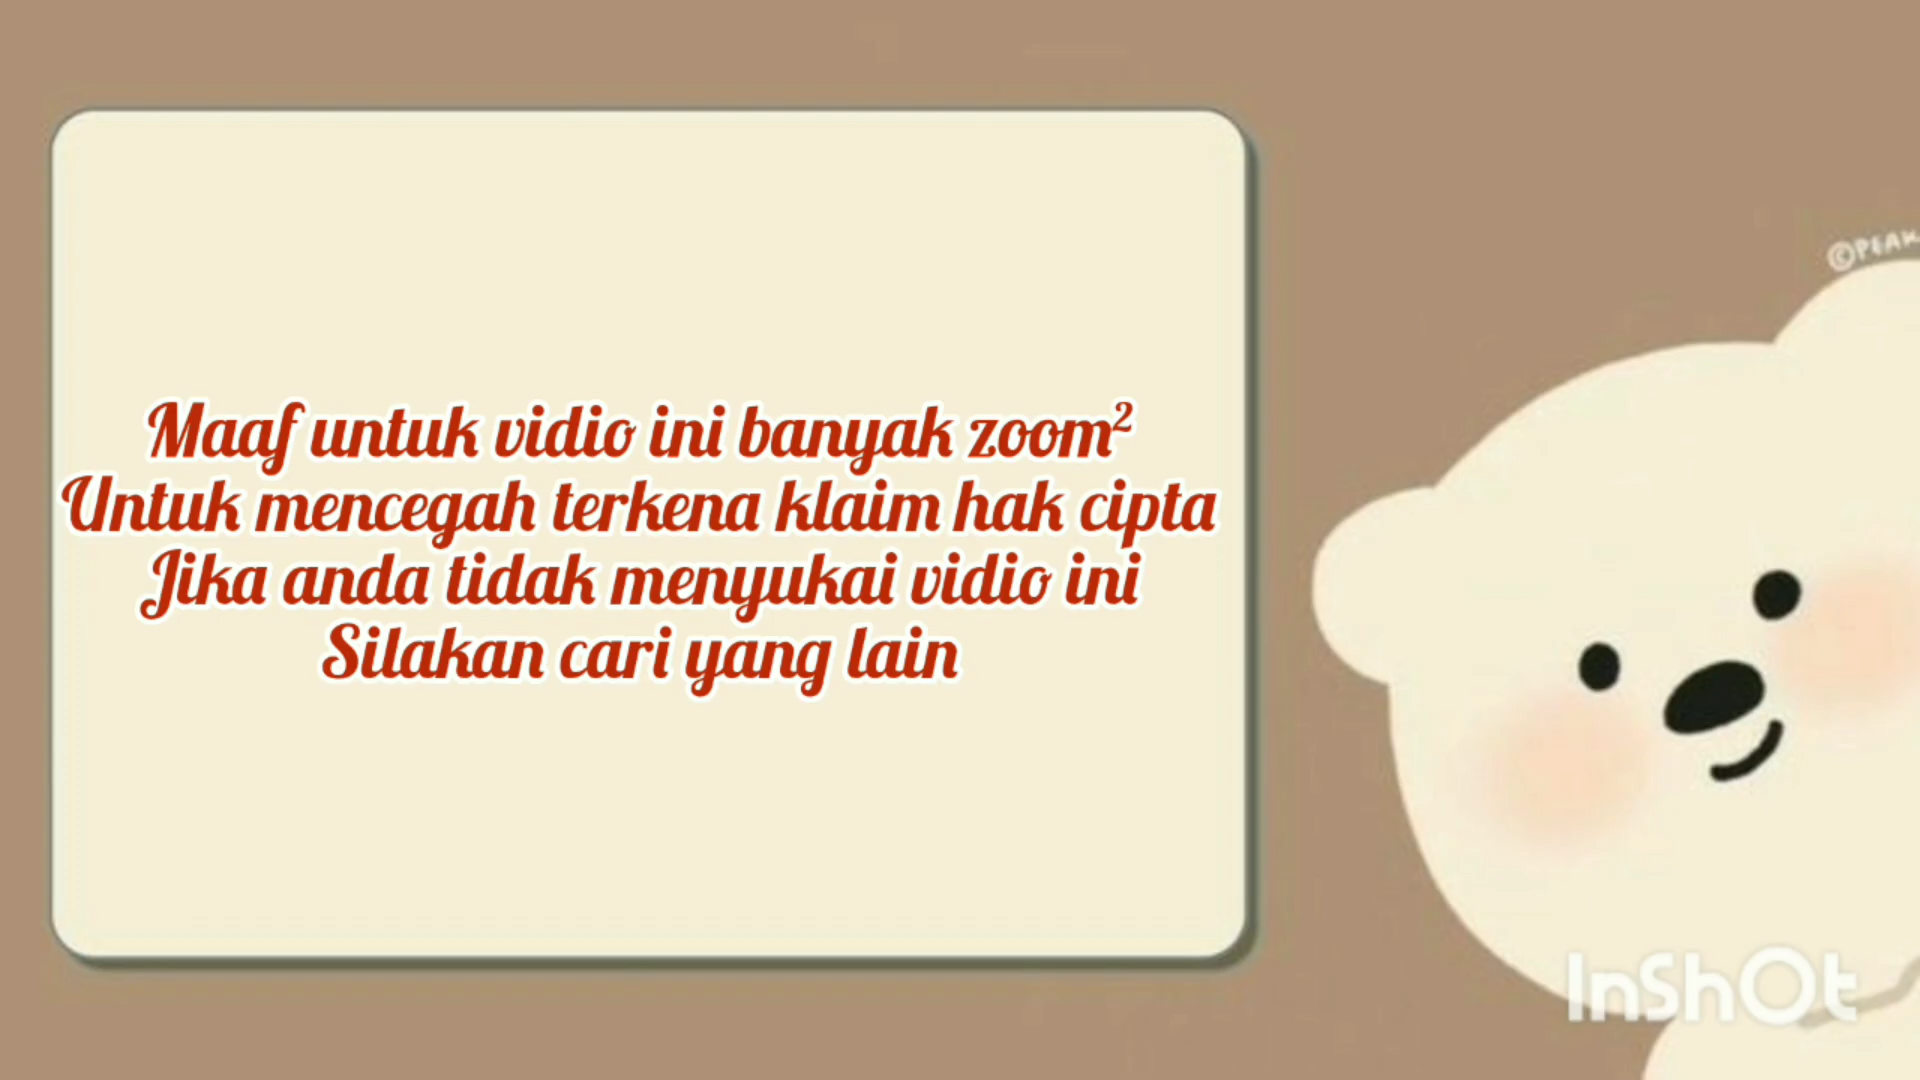 Maaf untuk vidio ini banyak zoom²
Untuk mencegah terkena klaim hak cipta
Jika anda tidak menyukai vidio ini
Silakan cari yang lain
©PEAK
InShOt